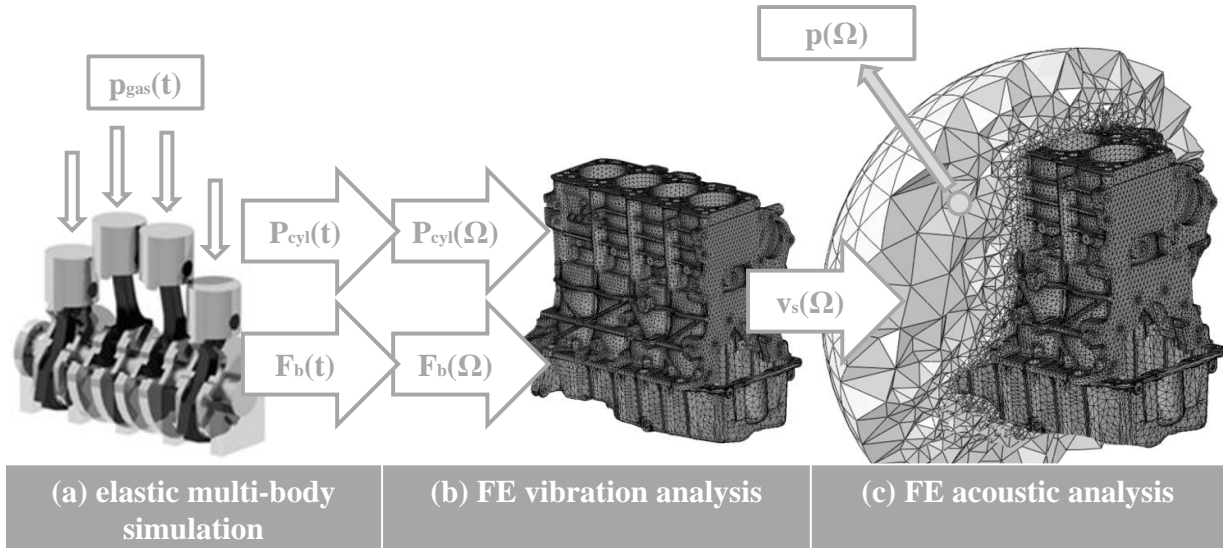 p(Ω)
pgas(t)
Pcyl(t)
Pcyl(Ω)
vs(Ω)
Fb(t)
Fb(Ω)
(a) elastic multi-body
simulation
(b) FE vibration analysis
(c) FE acoustic analysis